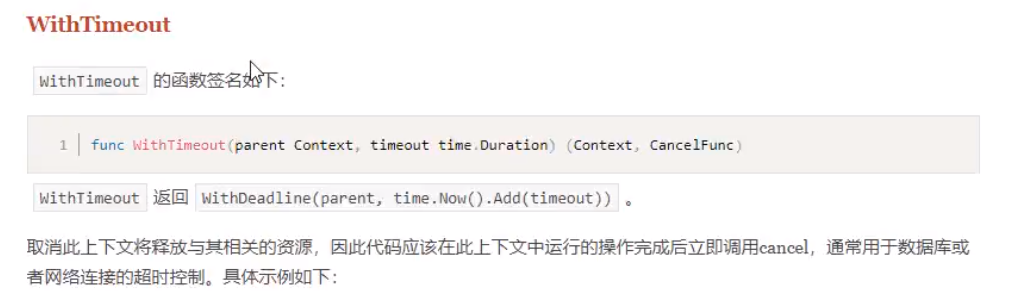 WithTimeout
WithTimeout 的函数签名如下：
1 func WithTimeout(parent Context, timeout time.Duration) (Context, CancelFunc)
WithTimeout 返回 WithDeadline(parent, time.Now().Add(timeout)) 。
取消此上下文将释放与其相关的资源，因此代码应该在此上下文中运行的操作完成后立即调用cancel，通常用于数据库或
者网络连接的超时控制。具体示例如下：